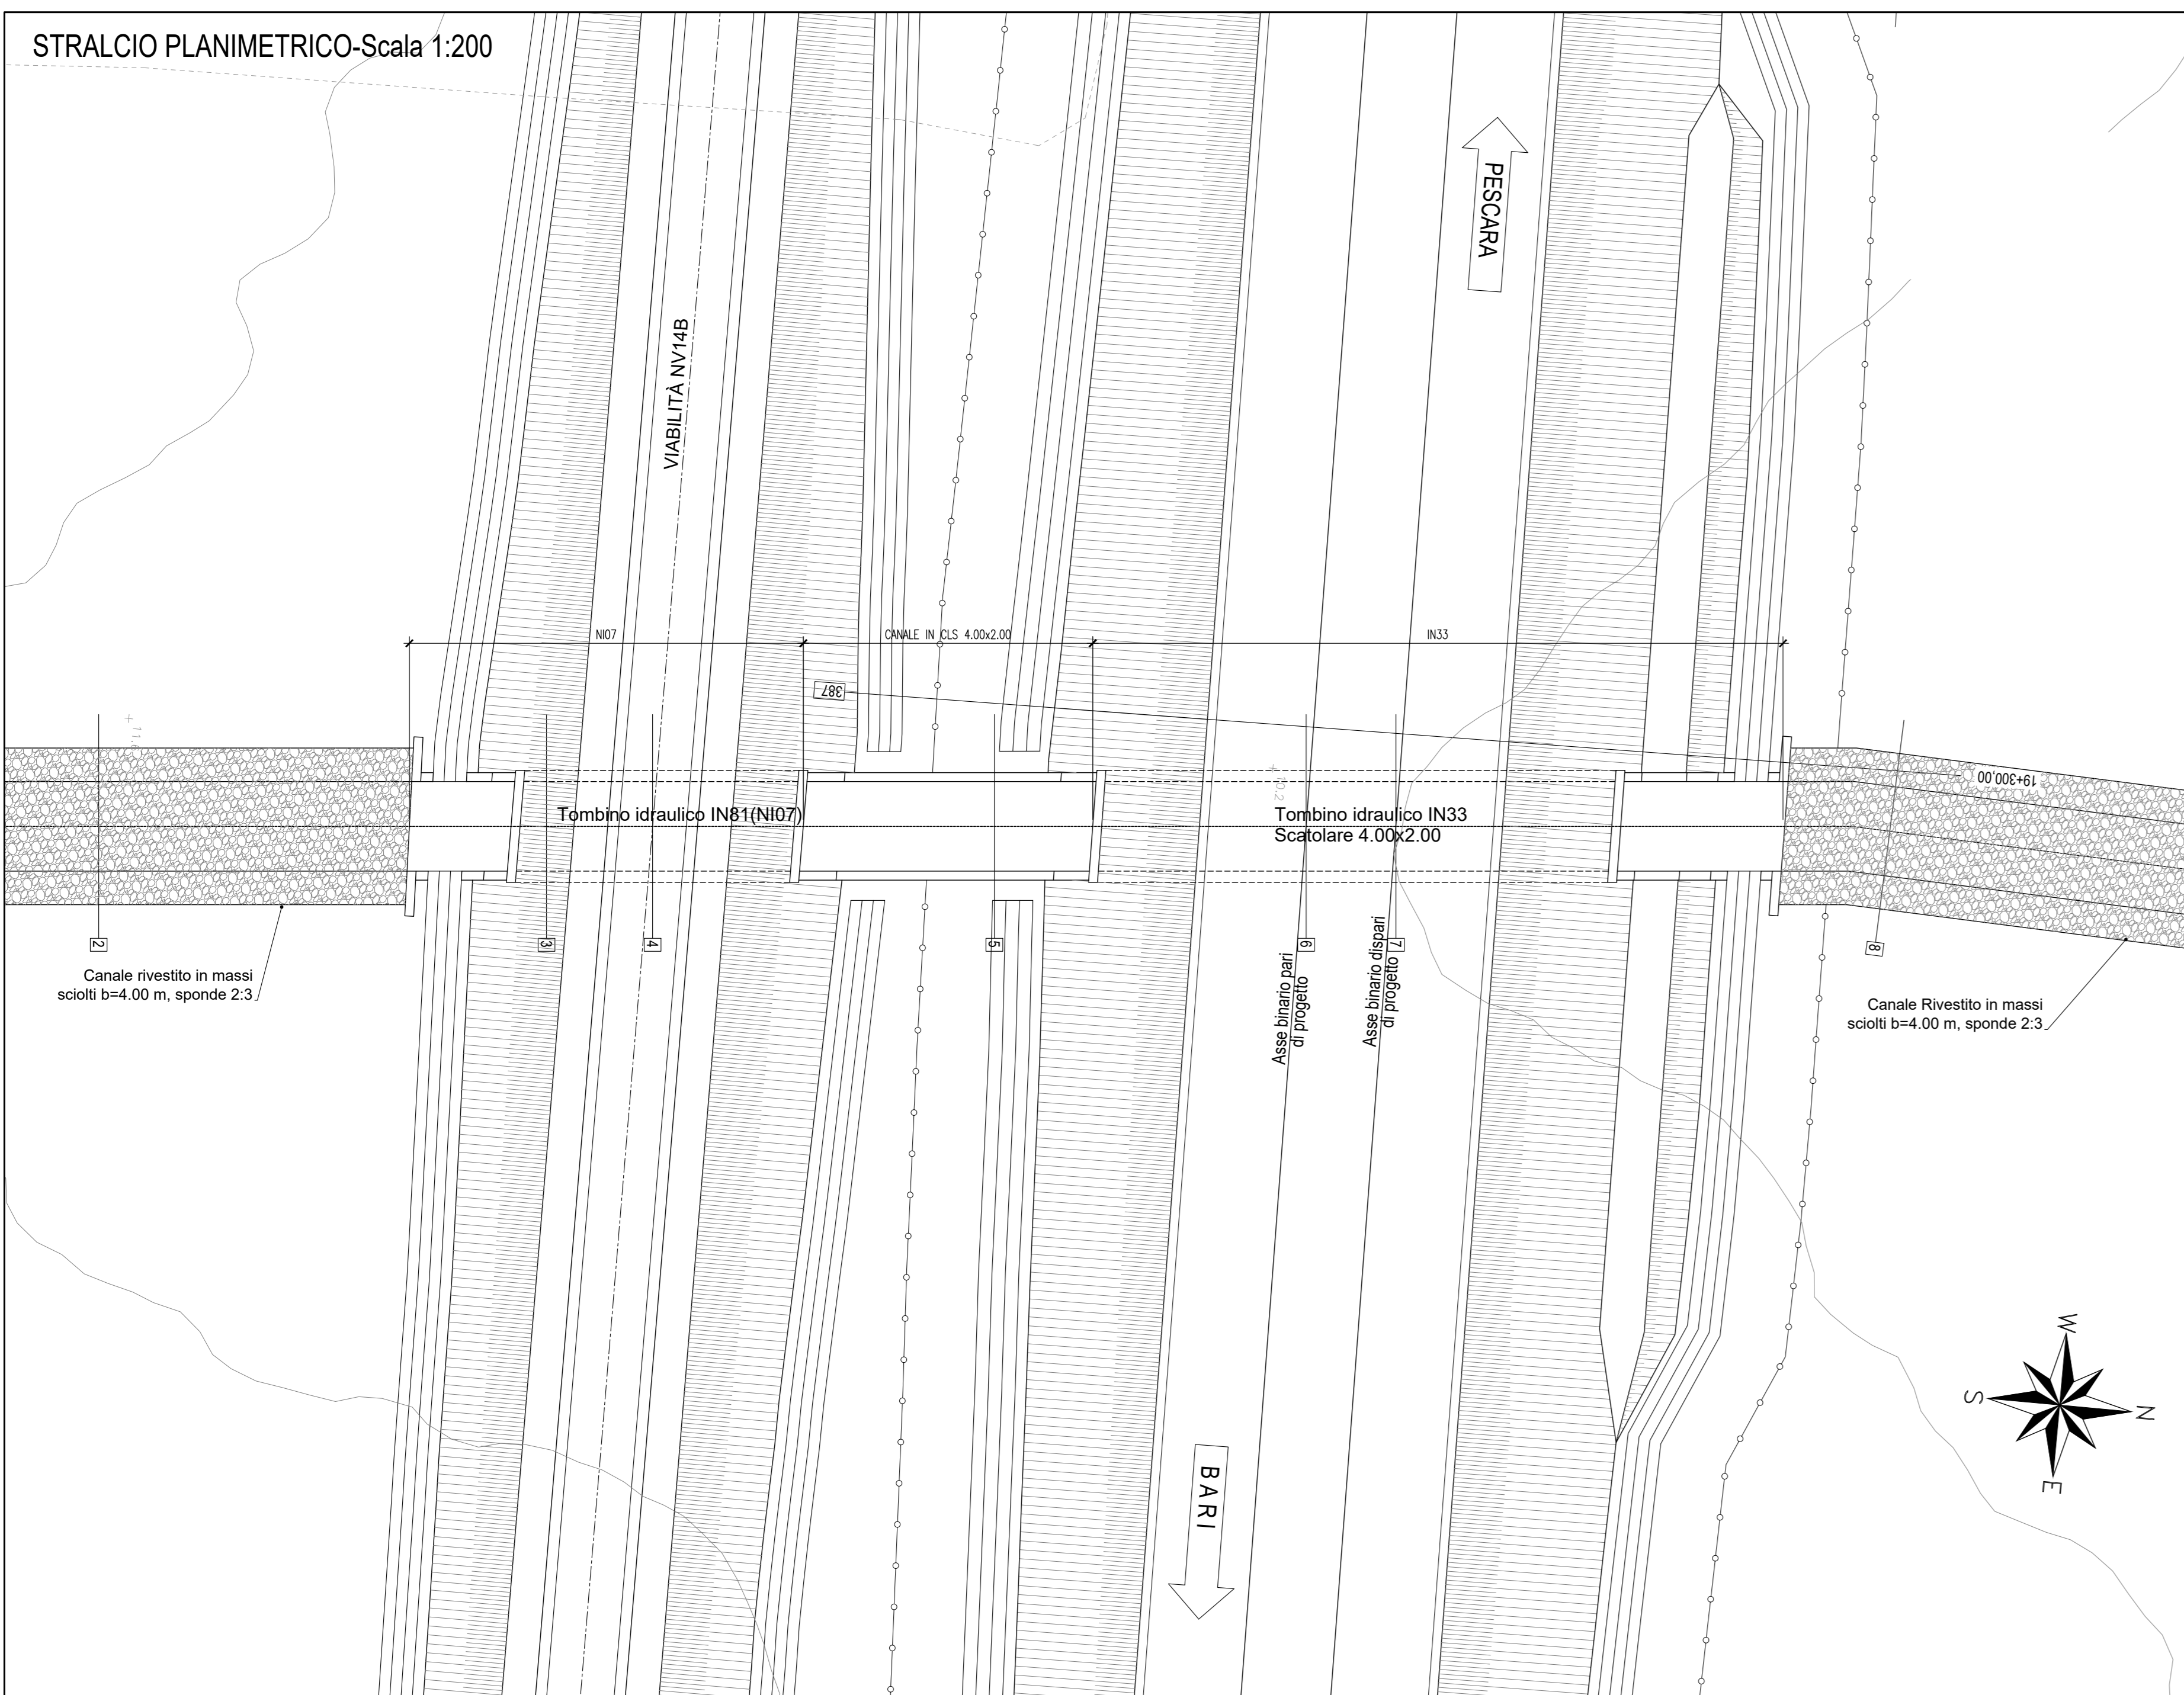 STRALCIO PLANIMETRICO-Scala 1:200
PESCARA
VIABILITÀ NV14B
NI07
CANALE IN CLS 4.00x2.00
IN33
387
19+300,00
Tombino idraulico IN81(NI07)
Tombino idraulico IN33
Scatolare 4.00x2.00
2
3
4
5
6
7
8
Canale rivestito in massi
sciolti b=4.00 m, sponde 2:3
Asse binario pari
di progetto
Asse binario dispari
di progetto
Canale Rivestito in massi
sciolti b=4.00 m, sponde 2:3
BARI
W
S
N
E